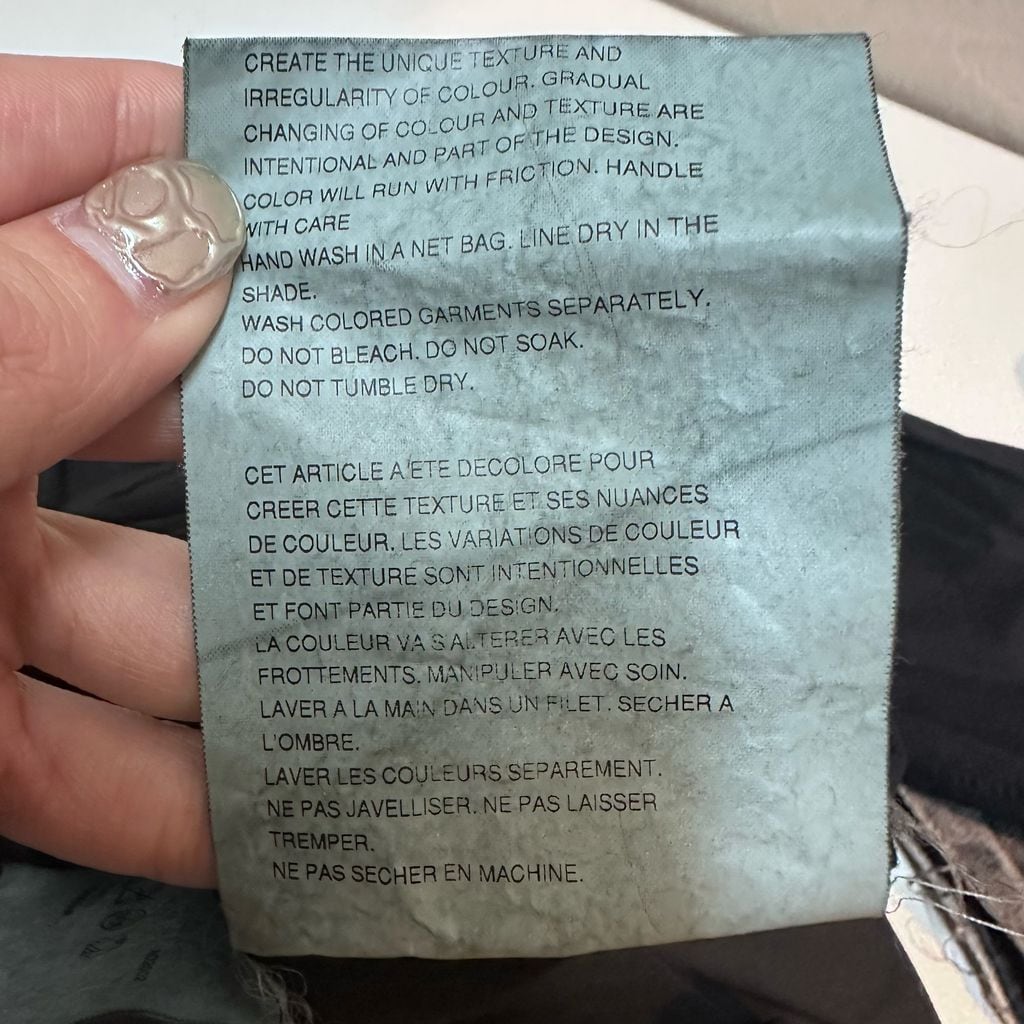 CREATE THE UNIQUE TEXTURE AND
IRREGULARITY OF COLOUR. GRADUAL
CHANGING OF COLOUR AND TEXTURE ARE
INTENTIONAL AND PART OF THE DESIGN.
COLOR WILL RUN WITH FRICTION. HANDLE
WITH CARE
HAND WASH IN A NET BAG. LINE DRY IN THE
SHADE.
WASH COLORED GARMENTS SEPARATELY.
DO NOT BLEACH. DO NOT SOAK.
DO NOT TUMBLE DRY.
CET ARTICLE A ETE DECOLORE POUR
CREER CETTE TEXTURE ET SES NUANCES
DE COULEUR. LES VARIATIONS DE COULEUR
ET DE TEXTURE SONT INTENTIONNELLES
ET FONT PARTIE DU DESIGN.
LA COULEUR VA S ALTERER AVEC LES
FROTTEMENTS. MANIPULER AVEC SOIN.
LAVER A LA MAIN DANS UN FILET. SECHER A
L'OMBRE.
LAVER LES COULEURS SEPAREMENT.
NE PAS JAVELLISER. NE PAS LAISSER
TREMPER.
NE PAS SECHER EN MACHINE.